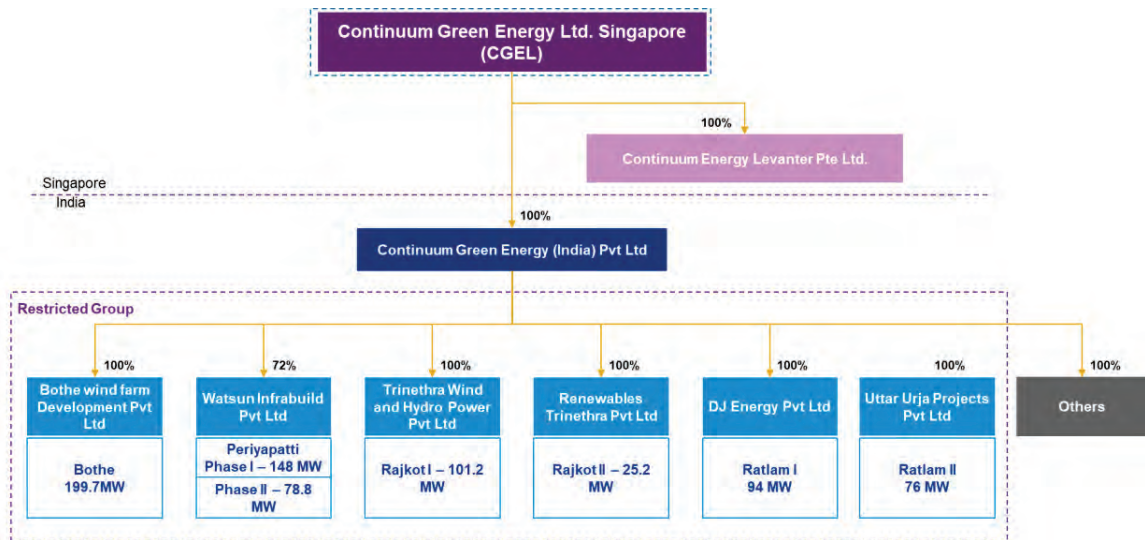 Continuum Green Energy Ltd. Singapore
(CGEL)
100%
Continuum Energy Levanter Pte Ltd.
Singapore
India
100%
Continuum Green Energy (India) Pvt Ltd
Restricted Group
100%
72%
100%
100%
100%
100%
100%
Bothe wind farm
Development Pvt
Ltd
Watsun Infrabuild
Pvt Ltd
Trinethra Wind
and Hydro Power
Pvt Ltd
Renewables
Trinethra Pvt Ltd
DJ Energy Pvt Ltd
Uttar Urja Projects
Pvt Ltd
Others
Bothe
199.7MW
Periyapatti
Phase I – 148 MW
Phase II – 78.8
MW
Rajkot I – 101.2
MW
Rajkot II – 25.2
MW
Ratlam I
94 MW
Ratlam II
76 MW